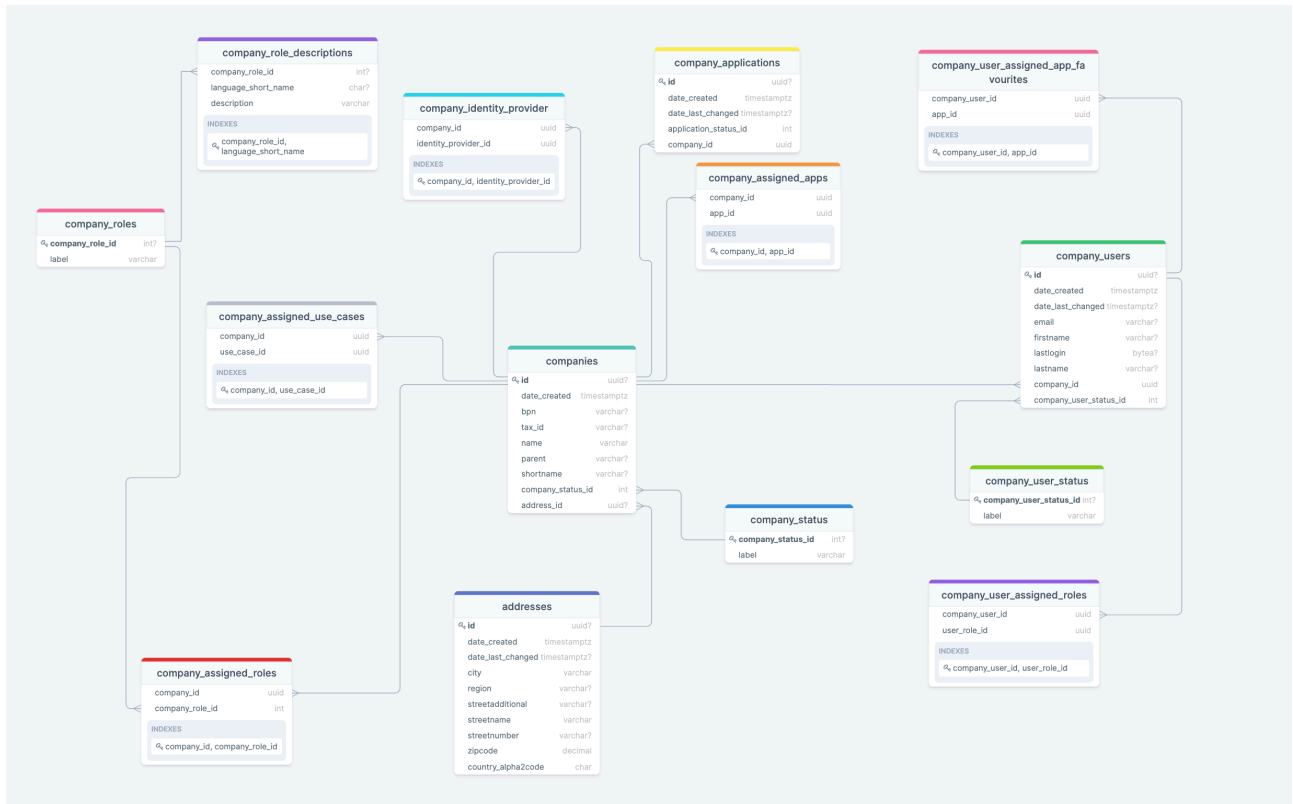 company_role_descriptions
company_role_id int?
language_short_name char?
description varchar
INDEXES
company_role_id,
language_short_name
company_identity_provider
company_id uuid
identity_provider_id uuid
INDEXES
company_id, identity_provider_id
company_applications
id uuid?
date_created timestamptz
date_last_changed timestamptz?
application_status_id int
company_id uuid
company_user_assigned_app_fa
vourites
company_user_id uuid
app_id uuid
INDEXES
company_user_id, app_id
company_assigned_apps
company_id uuid
app_id uuid
INDEXES
company_id, app_id
company_roles
company_role_id int?
label varchar
company_users
id uuid?
date_created timestamptz
date_last_changed timestamptz?
email varchar?
firstname varchar?
lastlogin bytea?
lastname varchar?
company_id uuid
company_user_status_id int
company_assigned_use_cases
company_id uuid
use_case_id uuid
INDEXES
company_id, use_case_id
companies
id uuid?
date_created timestamptz
bpn varchar?
tax_id varchar?
name varchar
parent varchar?
shortname varchar?
company_status_id int
address_id uuid?
company_user_status
company_user_status_id int?
label varchar
company_status
company_status_id int?
label varchar
company_user_assigned_roles
company_user_id uuid
user_role_id uuid
INDEXES
company_user_id, user_role_id
addresses
id uuid?
date_created timestamptz
date_last_changed timestamptz?
city varchar
region varchar?
streetadditional varchar?
streetname varchar
streetnumber varchar?
zipcode decimal
country_alpha2code char
company_assigned_roles
company_id uuid
company_role_id int
INDEXES
company_id, company_role_id